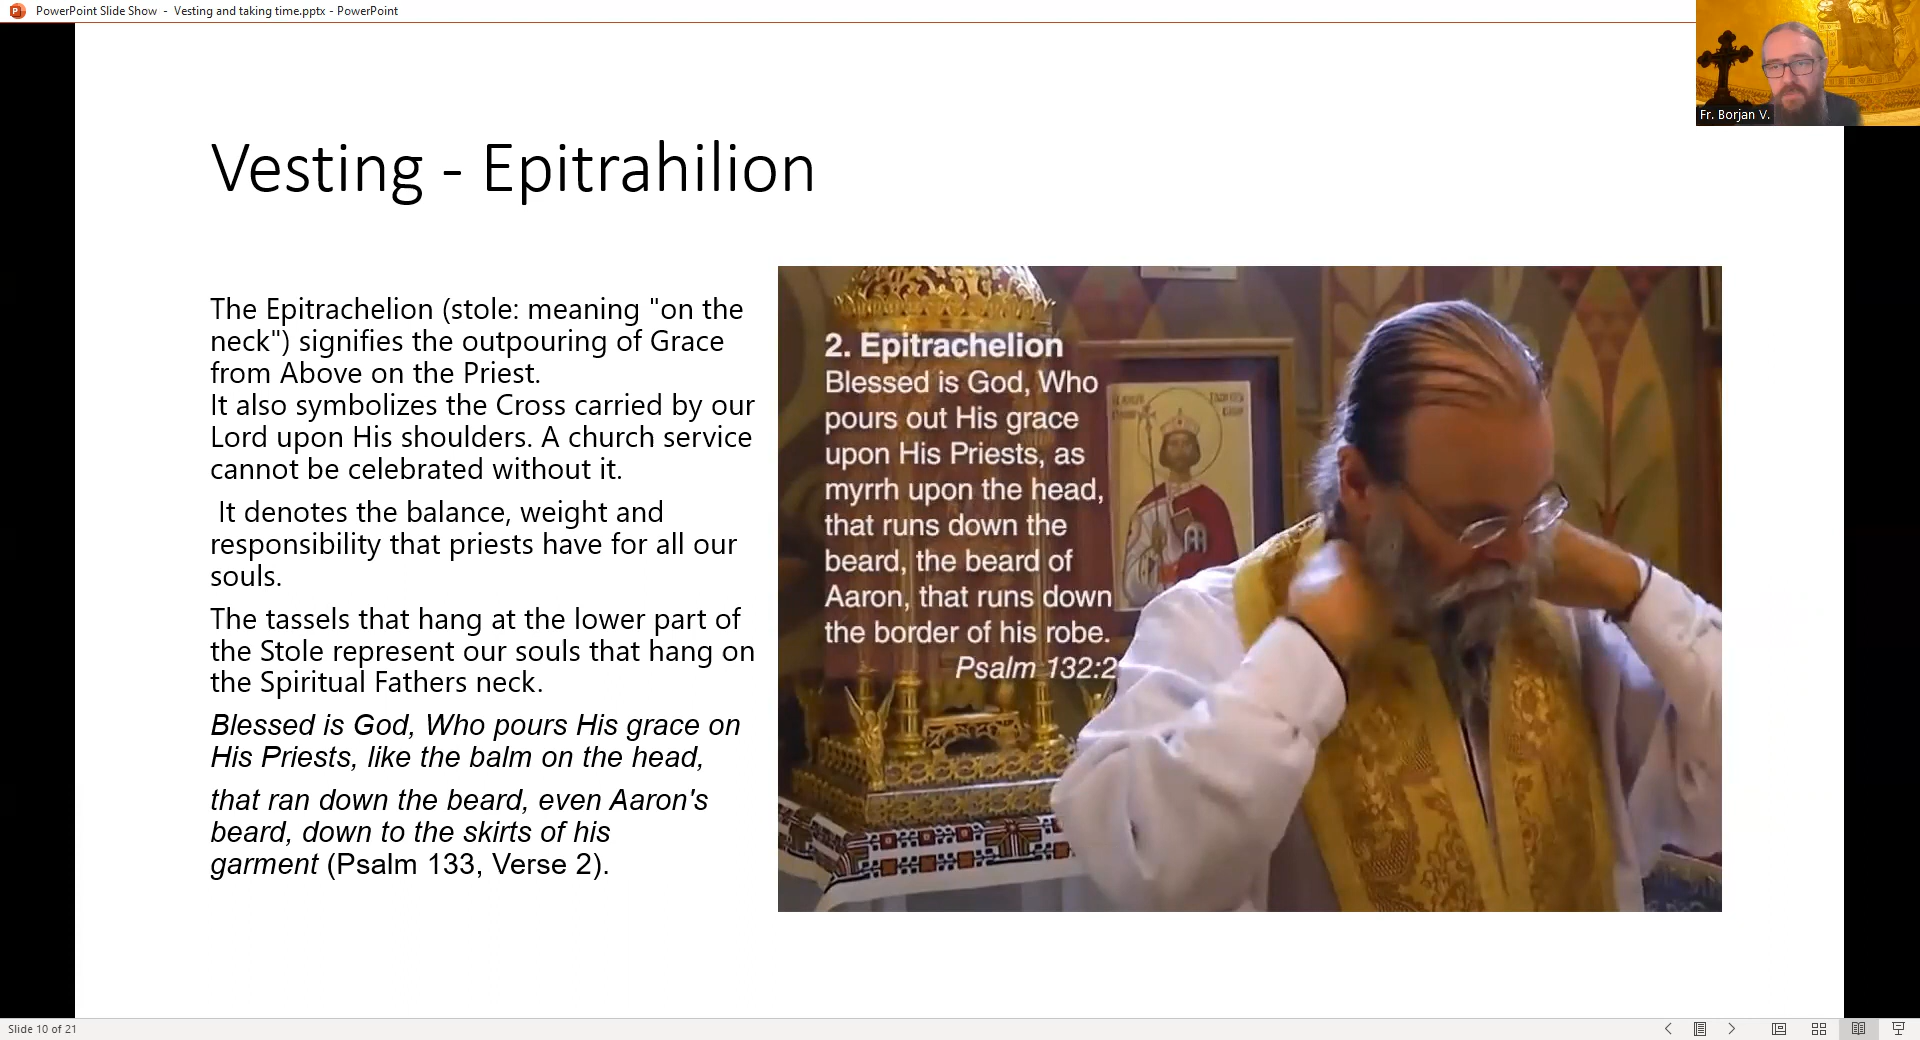 PowerPoint Slide Show - Vesting and taking time.pptx - PowerPoint
Fr. Borjan V.
Vesting - Epitrahilion
The Epitrachelion (stole: meaning "on the
neck") signifies the outpouring of Grace
from Above on the Priest.
It also symbolizes the Cross carried by our
Lord upon His shoulders. A church service
cannot be celebrated without it.
It denotes the balance, weight and
responsibility that priests have for all our
souls.
The tassels that hang at the lower part of
the Stole represent our souls that hang on
the Spiritual Fathers neck.
Blessed is God, Who pours His grace on
His Priests, like the balm on the head,
that ran down the beard, even Aaron's
beard, down to the skirts of his
garment (Psalm 133, Verse 2).
2. Epitrachelion
Blessed is God, Who
pours out His grace
upon His Priests, as
myrrh upon the head,
that runs down the
beard, the beard of
Aaron, that runs down
the border of his robe.
Psalm 132:2
Slide 10 of 21